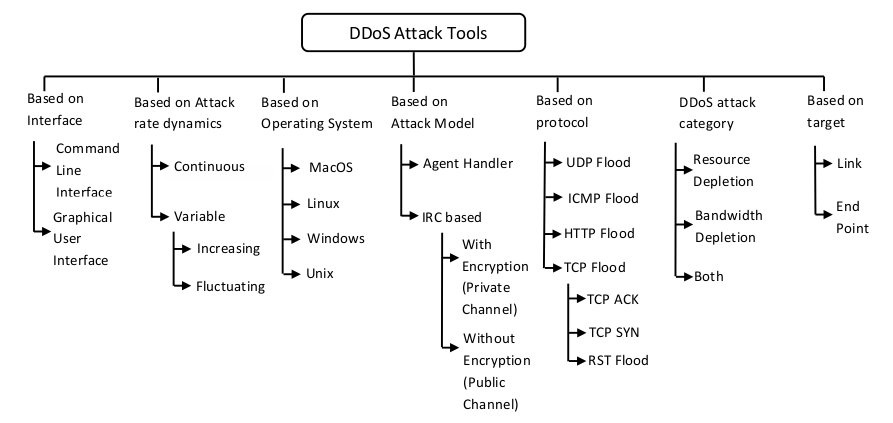 DDoS Attack Tools
Based on
Interface
Command
Line
Interface
Graphical
User
Interface
Based on Attack
rate dynamics
Continuous
Variable
Increasing
Fluctuating
Based on
Operating System
MacOS
Linux
Windows
Unix
Based on
Attack Model
Agent Handler
IRC based
With
Encryption
(Private
Channel)
Without
Encryption
(Public
Channel)
Based on
protocol
UDP Flood
ICMP Flood
HTTP Flood
TCP Flood
TCP ACK
TCP SYN
RST Flood
DDoS attack
category
Resource
Depletion
Bandwidth
Depletion
Both
Based on
target
Link
End
Point